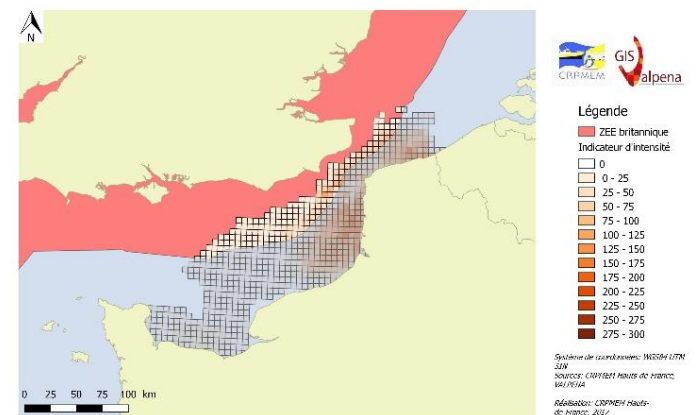 N
CRPMEM
GIS
Valpena
Légende
ZEE britannique
Indicateur d'intensité
0
0 - 25
25 - 50
50 - 75
75 - 100
100 - 125
125 - 150
150 - 175
175 - 200
200 - 225
225 - 250
250 - 275
275 - 300
0 25 50 75 100 km
Système de coordonnées: WGS84 UTM
31N
Sources: CRPMEM Hauts de France,
VALPENA
Réalisation: CRPMEM Hauts-
de France, 2017